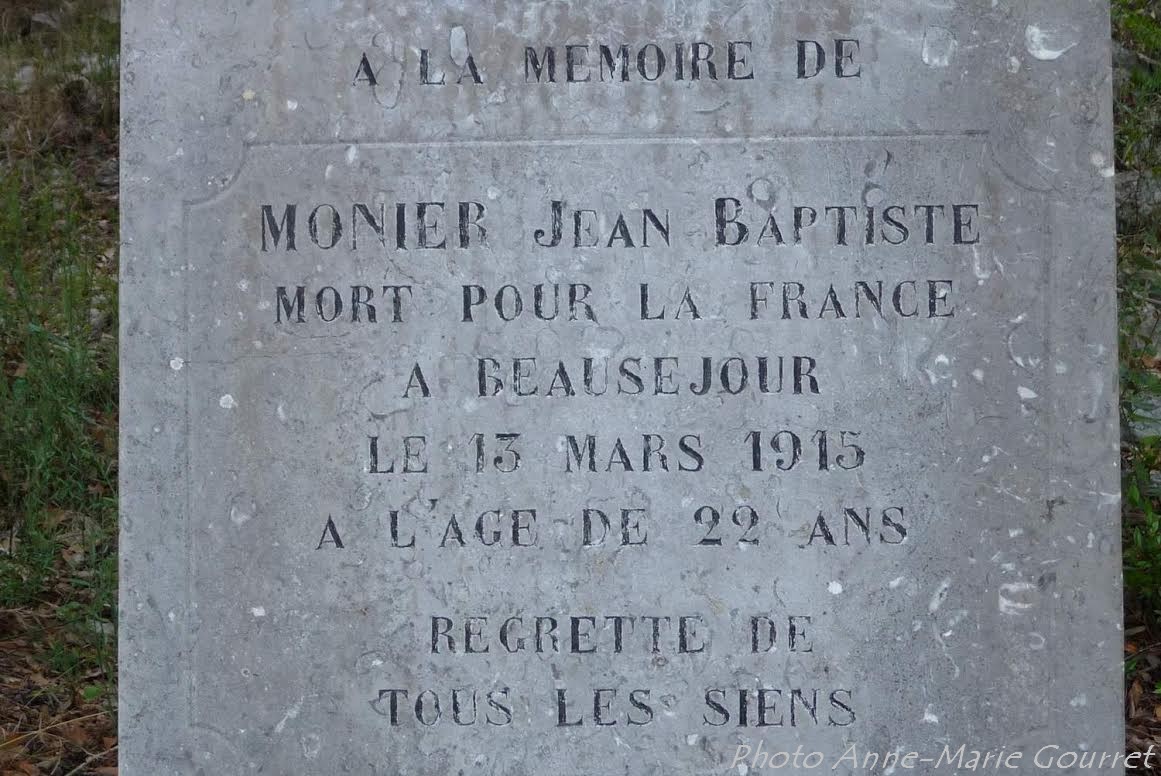 A LA MEMOIRE DE
MONIER JEAN BAPTISTE
MORT POUR LA FRANCE
A BEAUSEJOUR
LE 13 MARS 1915
A L'AGE DE 22 ANS
REGRETTE DE
TOUS LES SIENS
Photo Anne-Marie Gourret